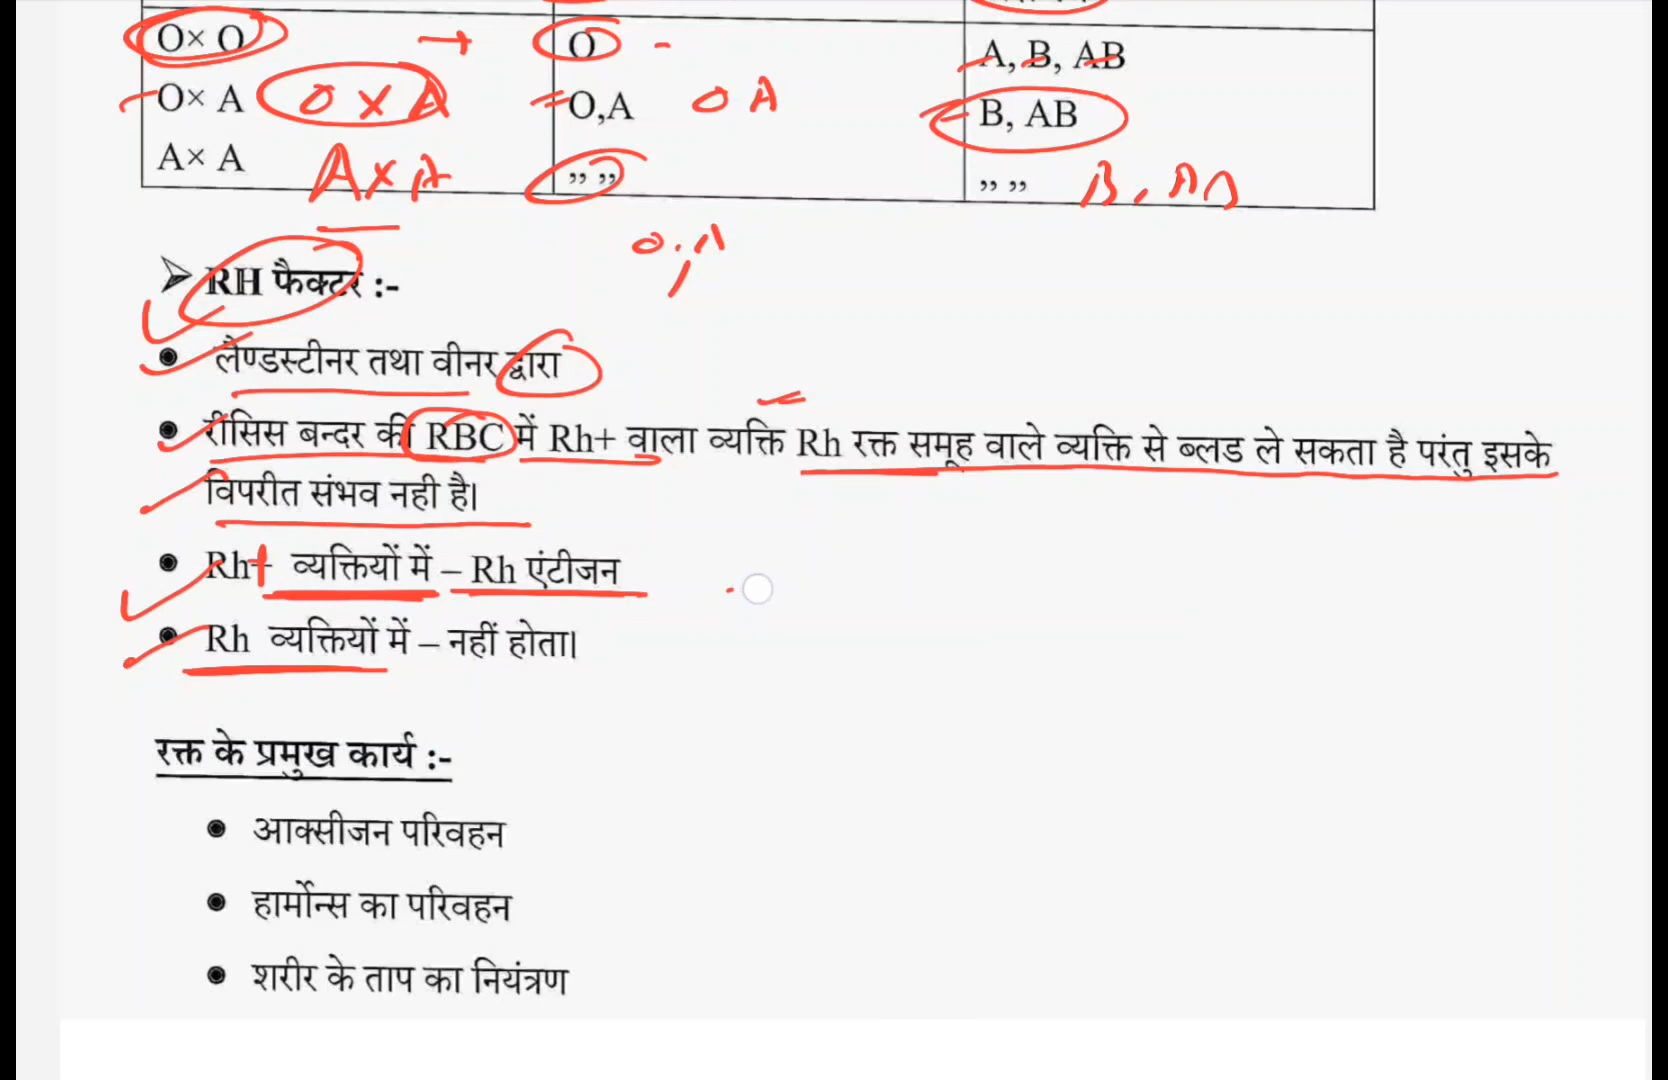 O× O → O - A, B, AB
O× A O × A O,A O A B, AB
A× A A × A ,, ,, ,, ,, B,
O, A
➢ RH फैक्टर :-
लैण्डस्टीनर तथा वीनर द्वारा
रीसिस बन्दर की RBC में Rh+ वाला व्यक्ति Rh रक्त समूह वाले व्यक्ति से ब्लड ले सकता है परंतु इसके
विपरीत संभव नही है।
Rh+ व्यक्तियों में – Rh एंटीजन
Rh व्यक्तियों में – नहीं होता।
रक्त के प्रमुख कार्य :-
आक्सीजन परिवहन
हार्मोन्स का परिवहन
शरीर के ताप का नियंत्रण